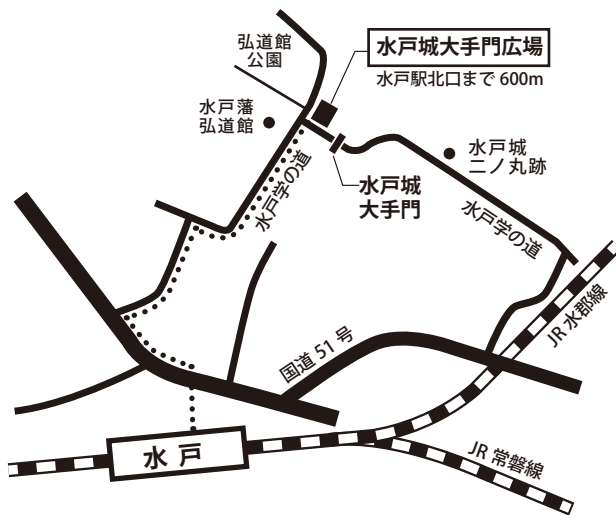 弘道館
公園
水戸城大手門広場
水戸駅北口まで 600m
水戸藩
弘道館
水戸城
二ノ丸跡
水戸学の道
水戸城
大手門
水戸学の道
国道 51 号
JR 水郡線
水 戸
JR 常磐線